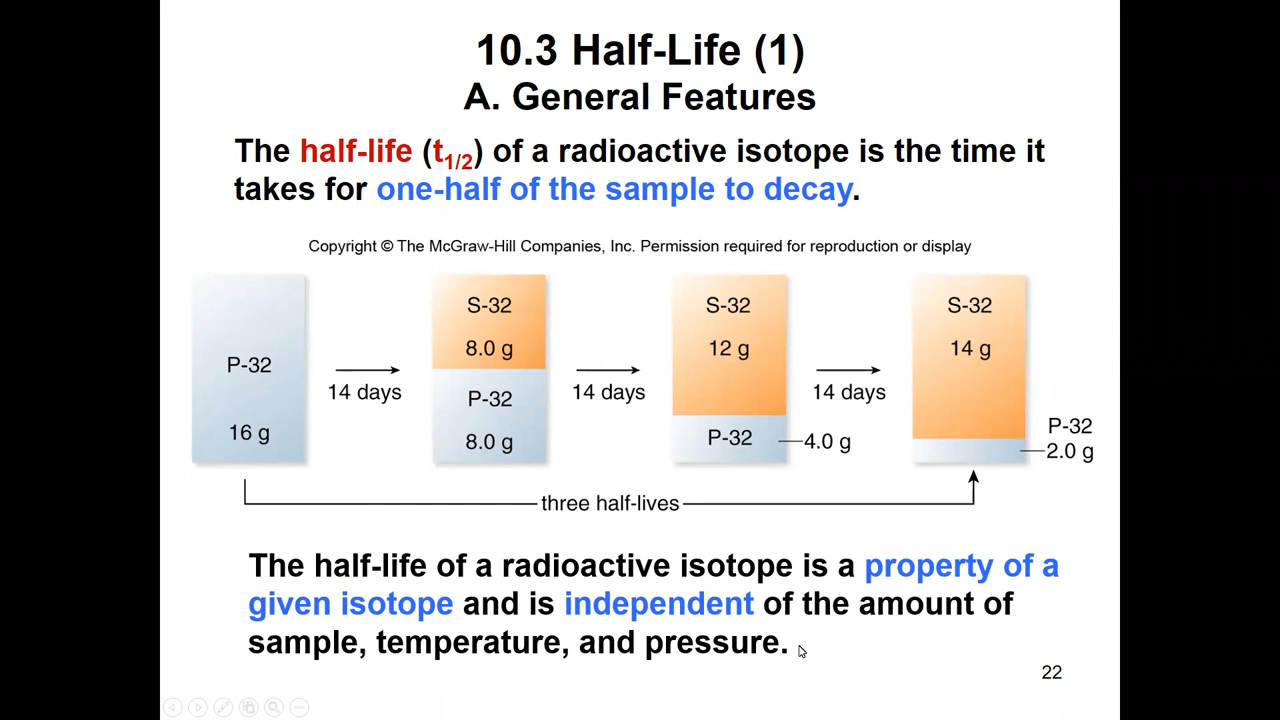 10.3 Half-Life (1)
A. General Features
The half-life (t1/2) of a radioactive isotope is the time it
takes for one-half of the sample to decay.
Copyright © The McGraw-Hill Companies, Inc. Permission required for reproduction or display
P-32
16 g
14 days
S-32
8.0 g
P-32
8.0 g
14 days
S-32
12 g
P-32
4.0 g
14 days
S-32
14 g
P-32
2.0 g
three half-lives
The half-life of a radioactive isotope is a property of a
given isotope and is independent of the amount of
sample, temperature, and pressure.
22